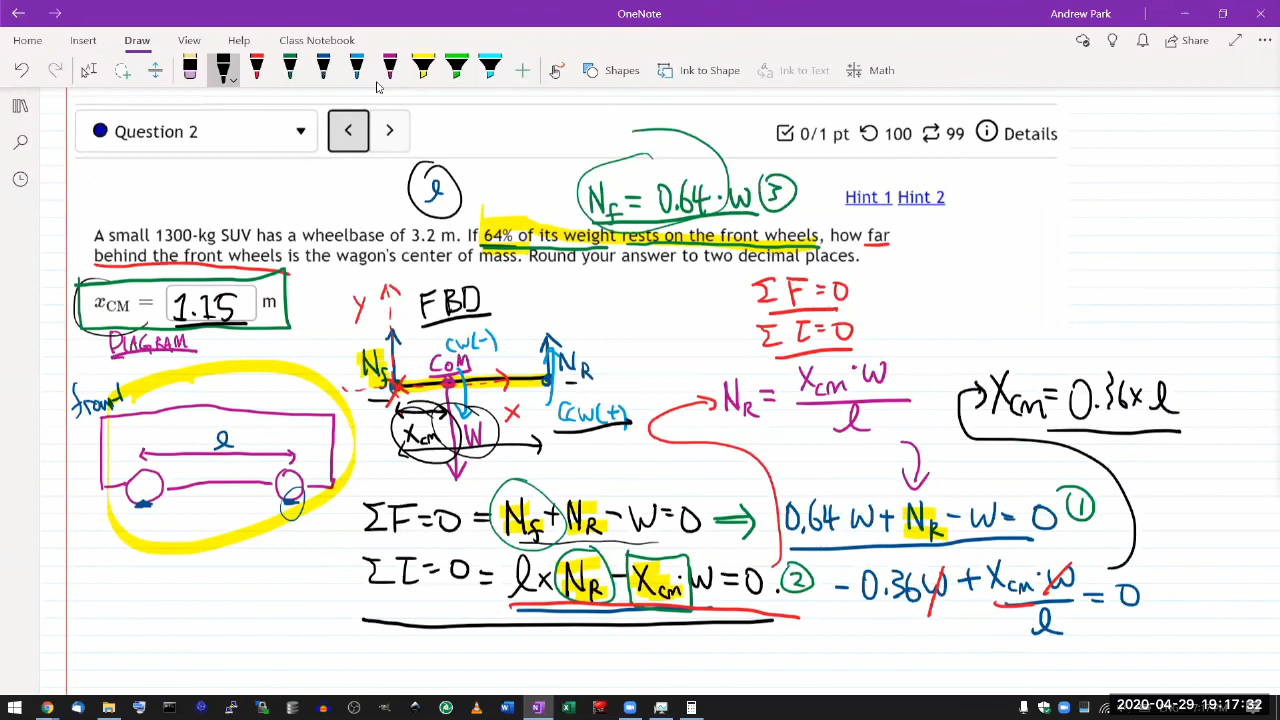 OneNote
Andrew Park
Home Insert Draw View Help Class Notebook
Share
Shapes Ink to Shape Ink to Text Math
Question 2
0/1 pt 100 99 Details
l
N_f = 0.64 · W ③
Hint 1 Hint 2
A small 1300-kg SUV has a wheelbase of 3.2 m. If 64% of its weight rests on the front wheels, how far
behind the front wheels is the wagon's center of mass. Round your answer to two decimal places.
x_CM = 1.15 m
DIAGRAM
front
l
y FBD
CW(-)
N_f COM N_R
x
CCW(+)
X_cm W
ΣF=0
Στ=0
N_R = X_cm·W / l
X_cm = 0.36 x l
ΣF=0 = N_f + N_R - W = 0 ⇒ 0.64 W + N_R - W = 0 ①
Στ=0 = l x N_R - X_cm·W = 0. ②
- 0.36W + X_cm·W / l = 0
2020-04-29 19:17:32